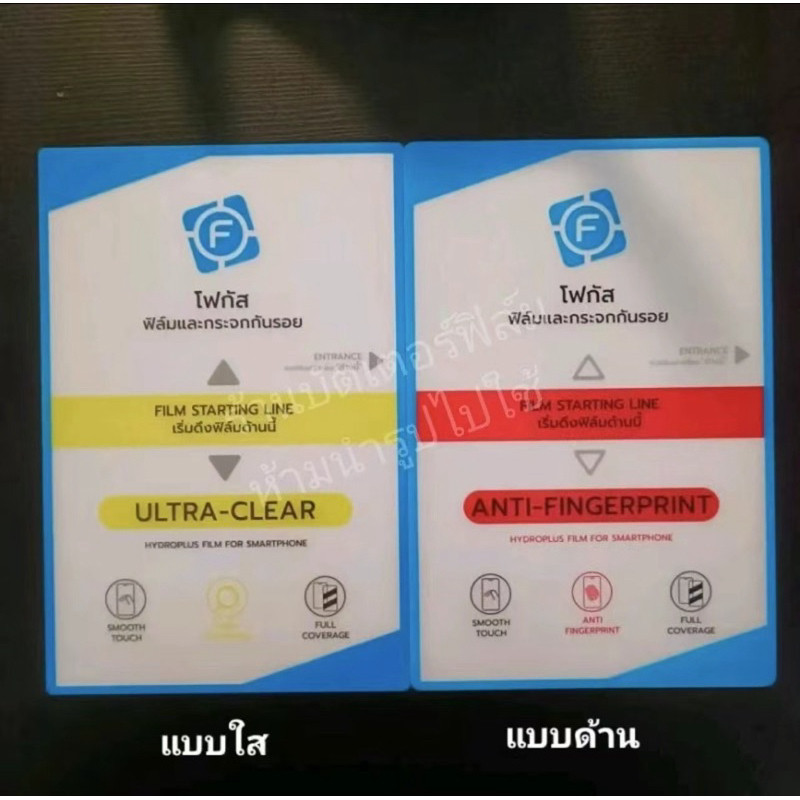 F
โฟกัส
ฟิล์มและกระจกกันรอย
ENTRANCE
FILM STARTING LINE
เริ่มดึงฟิล์มด้านนี้
ULTRA-CLEAR
HYDROPLUS FILM FOR SMARTPHONE
SMOOTH
TOUCH
FULL
COVERAGE
แบบใส
F
โฟกัส
ฟิล์มและกระจกกันรอย
ENTRANCE
FILM STARTING LINE
เริ่มดึงฟิล์มด้านนี้
ANTI-FINGERPRINT
HYDROPLUS FILM FOR SMARTPHONE
SMOOTH
TOUCH
ANTI
FINGERPRINT
FULL
COVERAGE
แบบด้าน
ห้ามนำรูปไปใช้